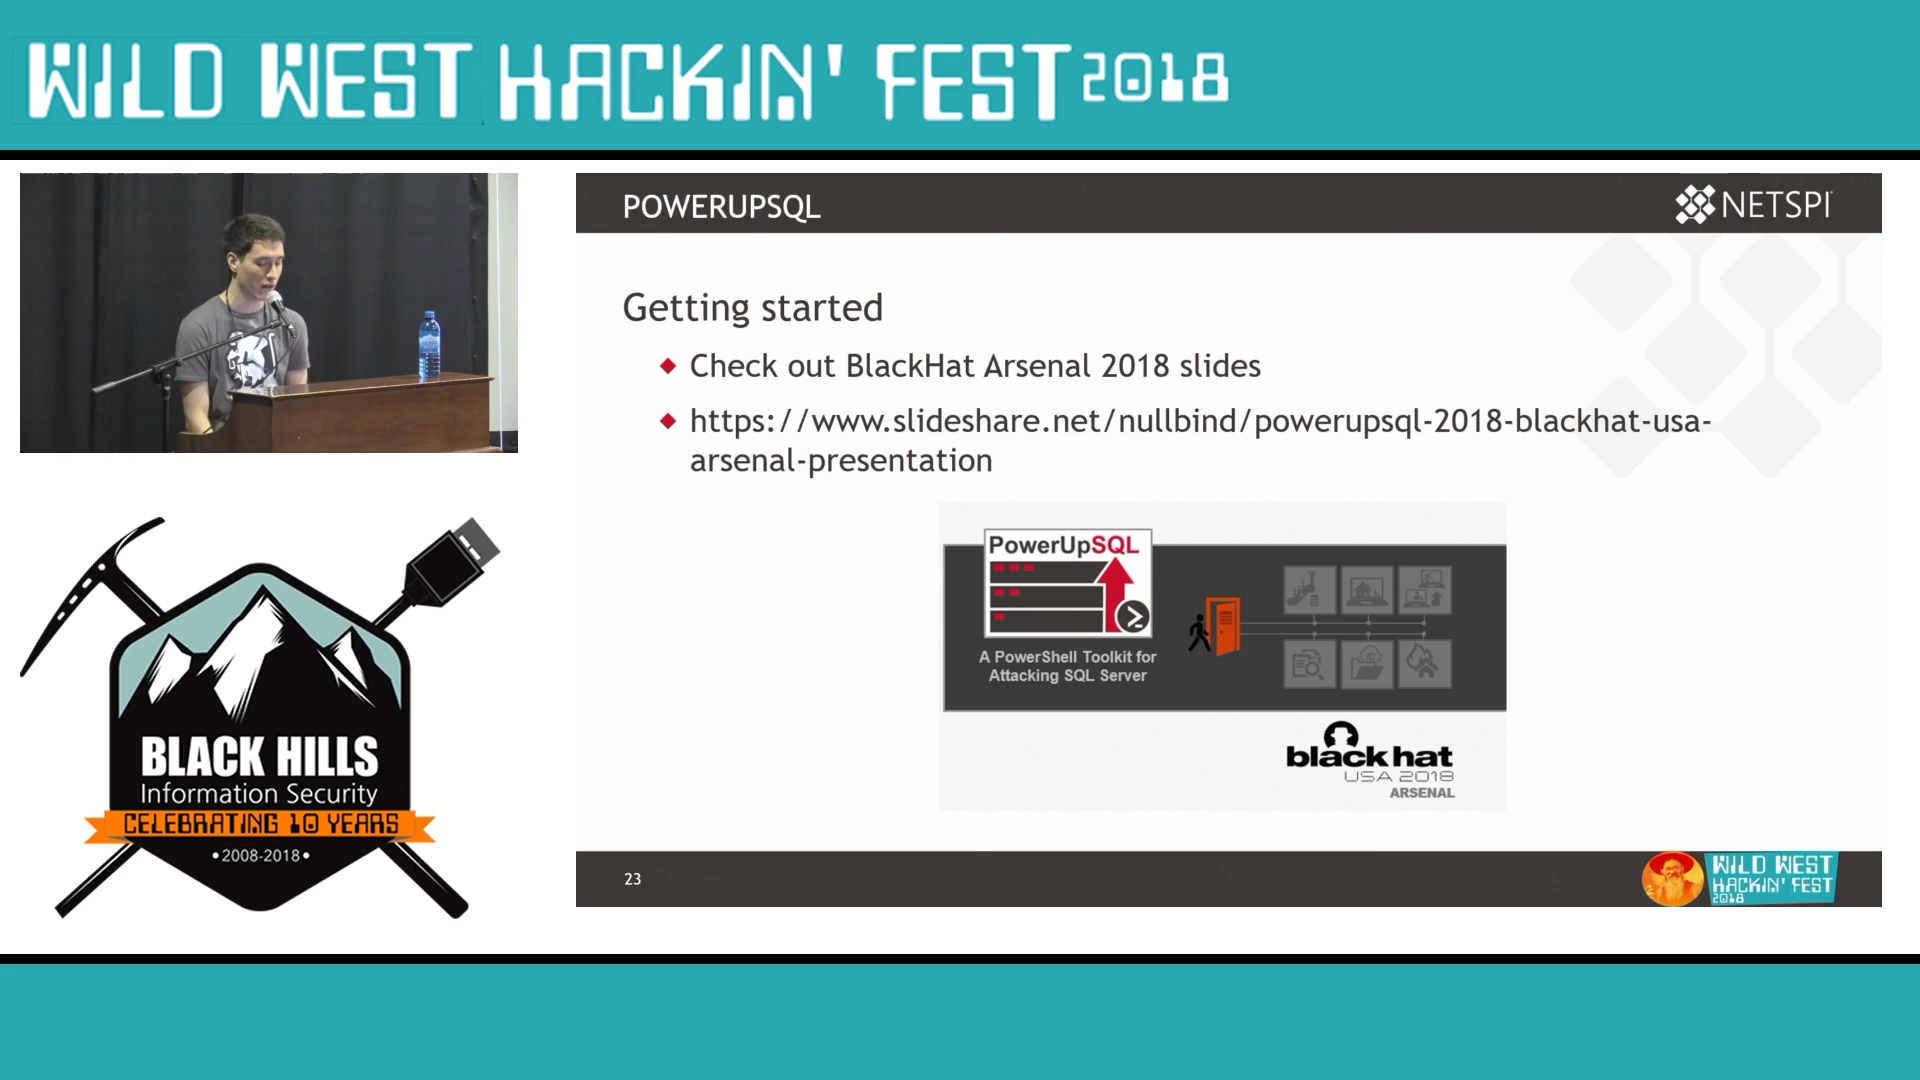 WILD WEST HACKIN' FEST 2018
POWERUPSQL
NETSPI
Getting started
Check out BlackHat Arsenal 2018 slides
https://www.slideshare.net/nullbind/powerupsql-2018-blackhat-usa-
arsenal-presentation
PowerUpSQL
A PowerShell Toolkit for
Attacking SQL Server
black hat
USA 2018
ARSENAL
23
WILD WEST
HACKIN' FEST
2018
BLACK HILLS
Information Security
CELEBRATING 10 YEARS
•2008-2018•